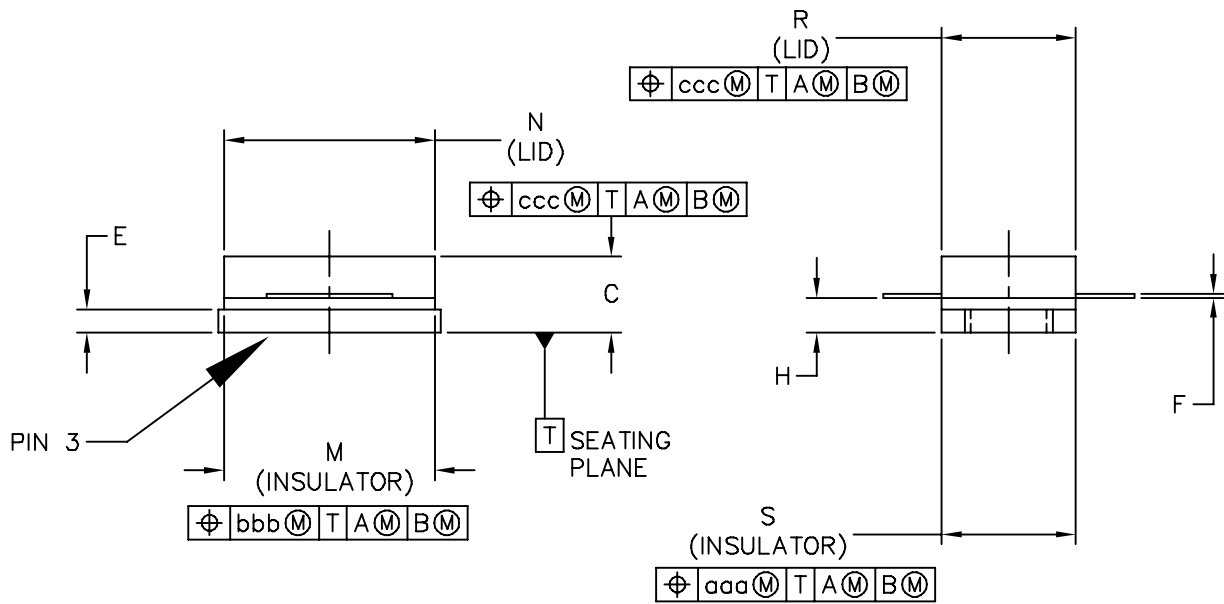 R
(LID)
⌖ ccc Ⓜ T A Ⓜ B Ⓜ
N
(LID)
⌖ ccc Ⓜ T A Ⓜ B Ⓜ
E
C
H
F
PIN 3
T SEATING
PLANE
M
(INSULATOR)
⌖ bbb Ⓜ T A Ⓜ B Ⓜ
S
(INSULATOR)
⌖ aaa Ⓜ T A Ⓜ B Ⓜ